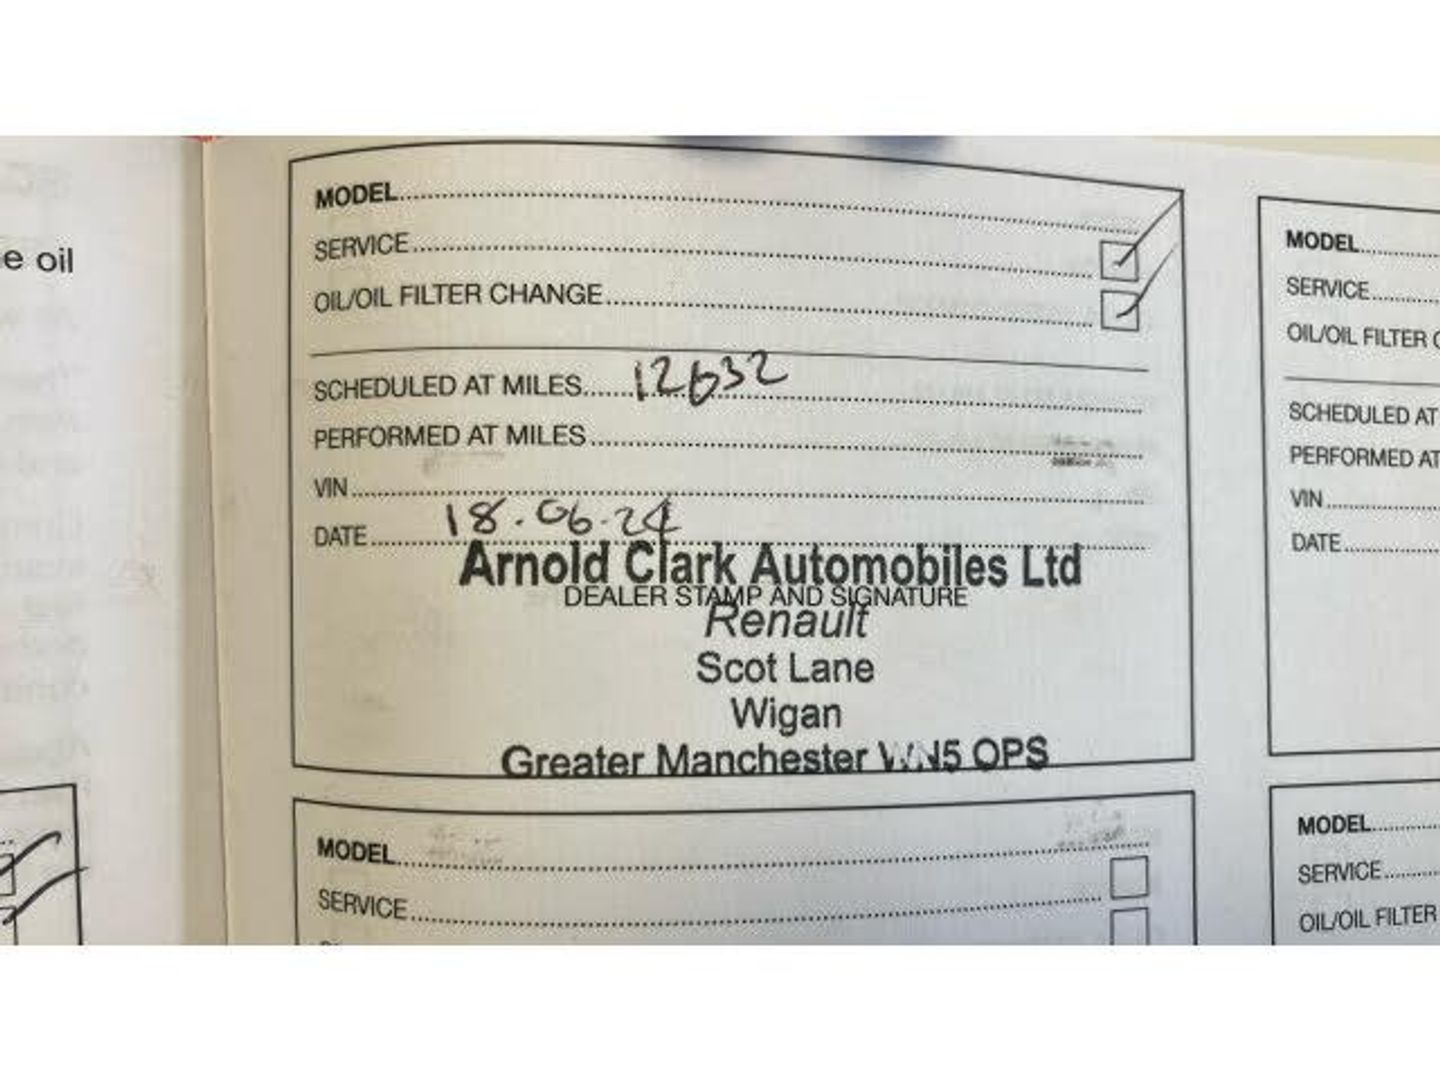 e oil
MODEL
SERVICE
OIL/OIL FILTER CHANGE
SCHEDULED AT MILES 12632
PERFORMED AT MILES
VIN
DATE 18.06.24
Arnold Clark Automobiles Ltd
DEALER STAMP AND SIGNATURE
Renault
Scot Lane
Wigan
Greater Manchester WN5 OPS
MODEL
SERVICE
MODEL
SERVICE
OIL/OIL FILTER
SCHEDULED AT
PERFORMED AT
VIN
DATE
MODEL
SERVICE
OIL/OIL FILTER